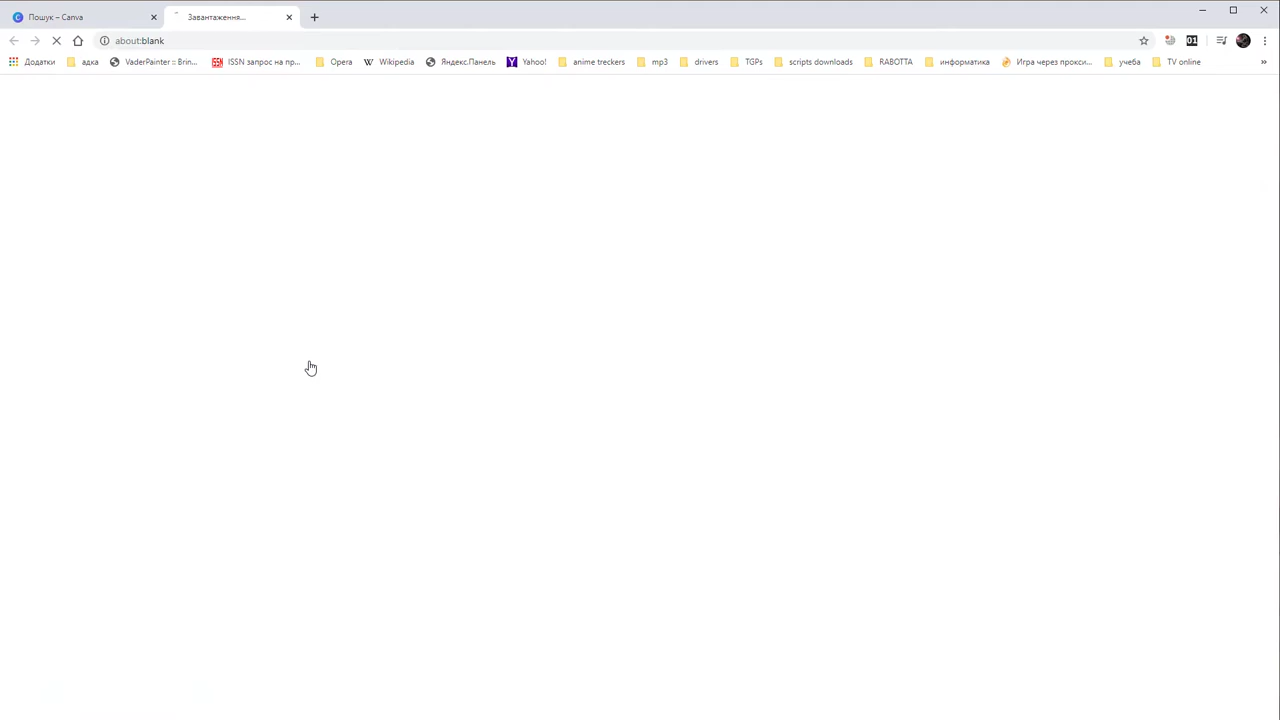 Пошук – Canva
Завантаження...
about:blank
01
Додатки адка VaderPainter :: Brin... ISSN запрос на пр... Opera W Wikipedia Яндекс.Панель Y Yahoo! anime treckers mp3 drivers TGPs scripts downloads RABOTTA информатика Игра через прокси... учеба TV online »